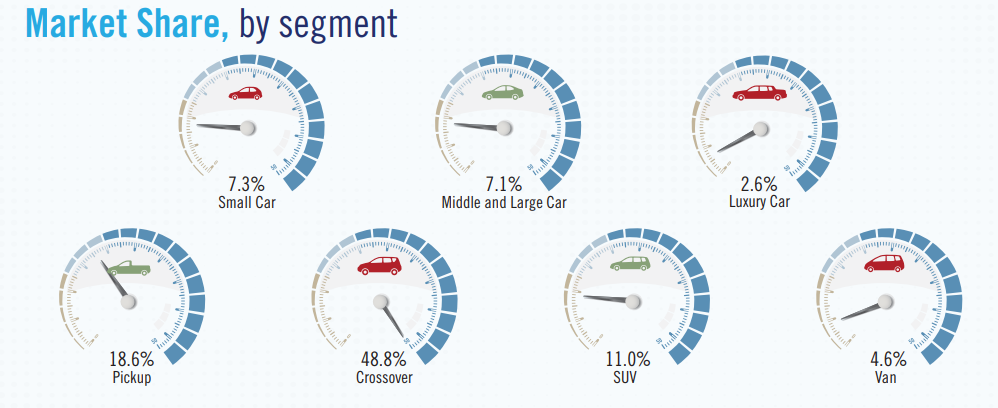 Market Share, by segment
7.3%
Small Car
7.1%
Middle and Large Car
2.6%
Luxury Car
18.6%
Pickup
48.8%
Crossover
11.0%
SUV
4.6%
Van